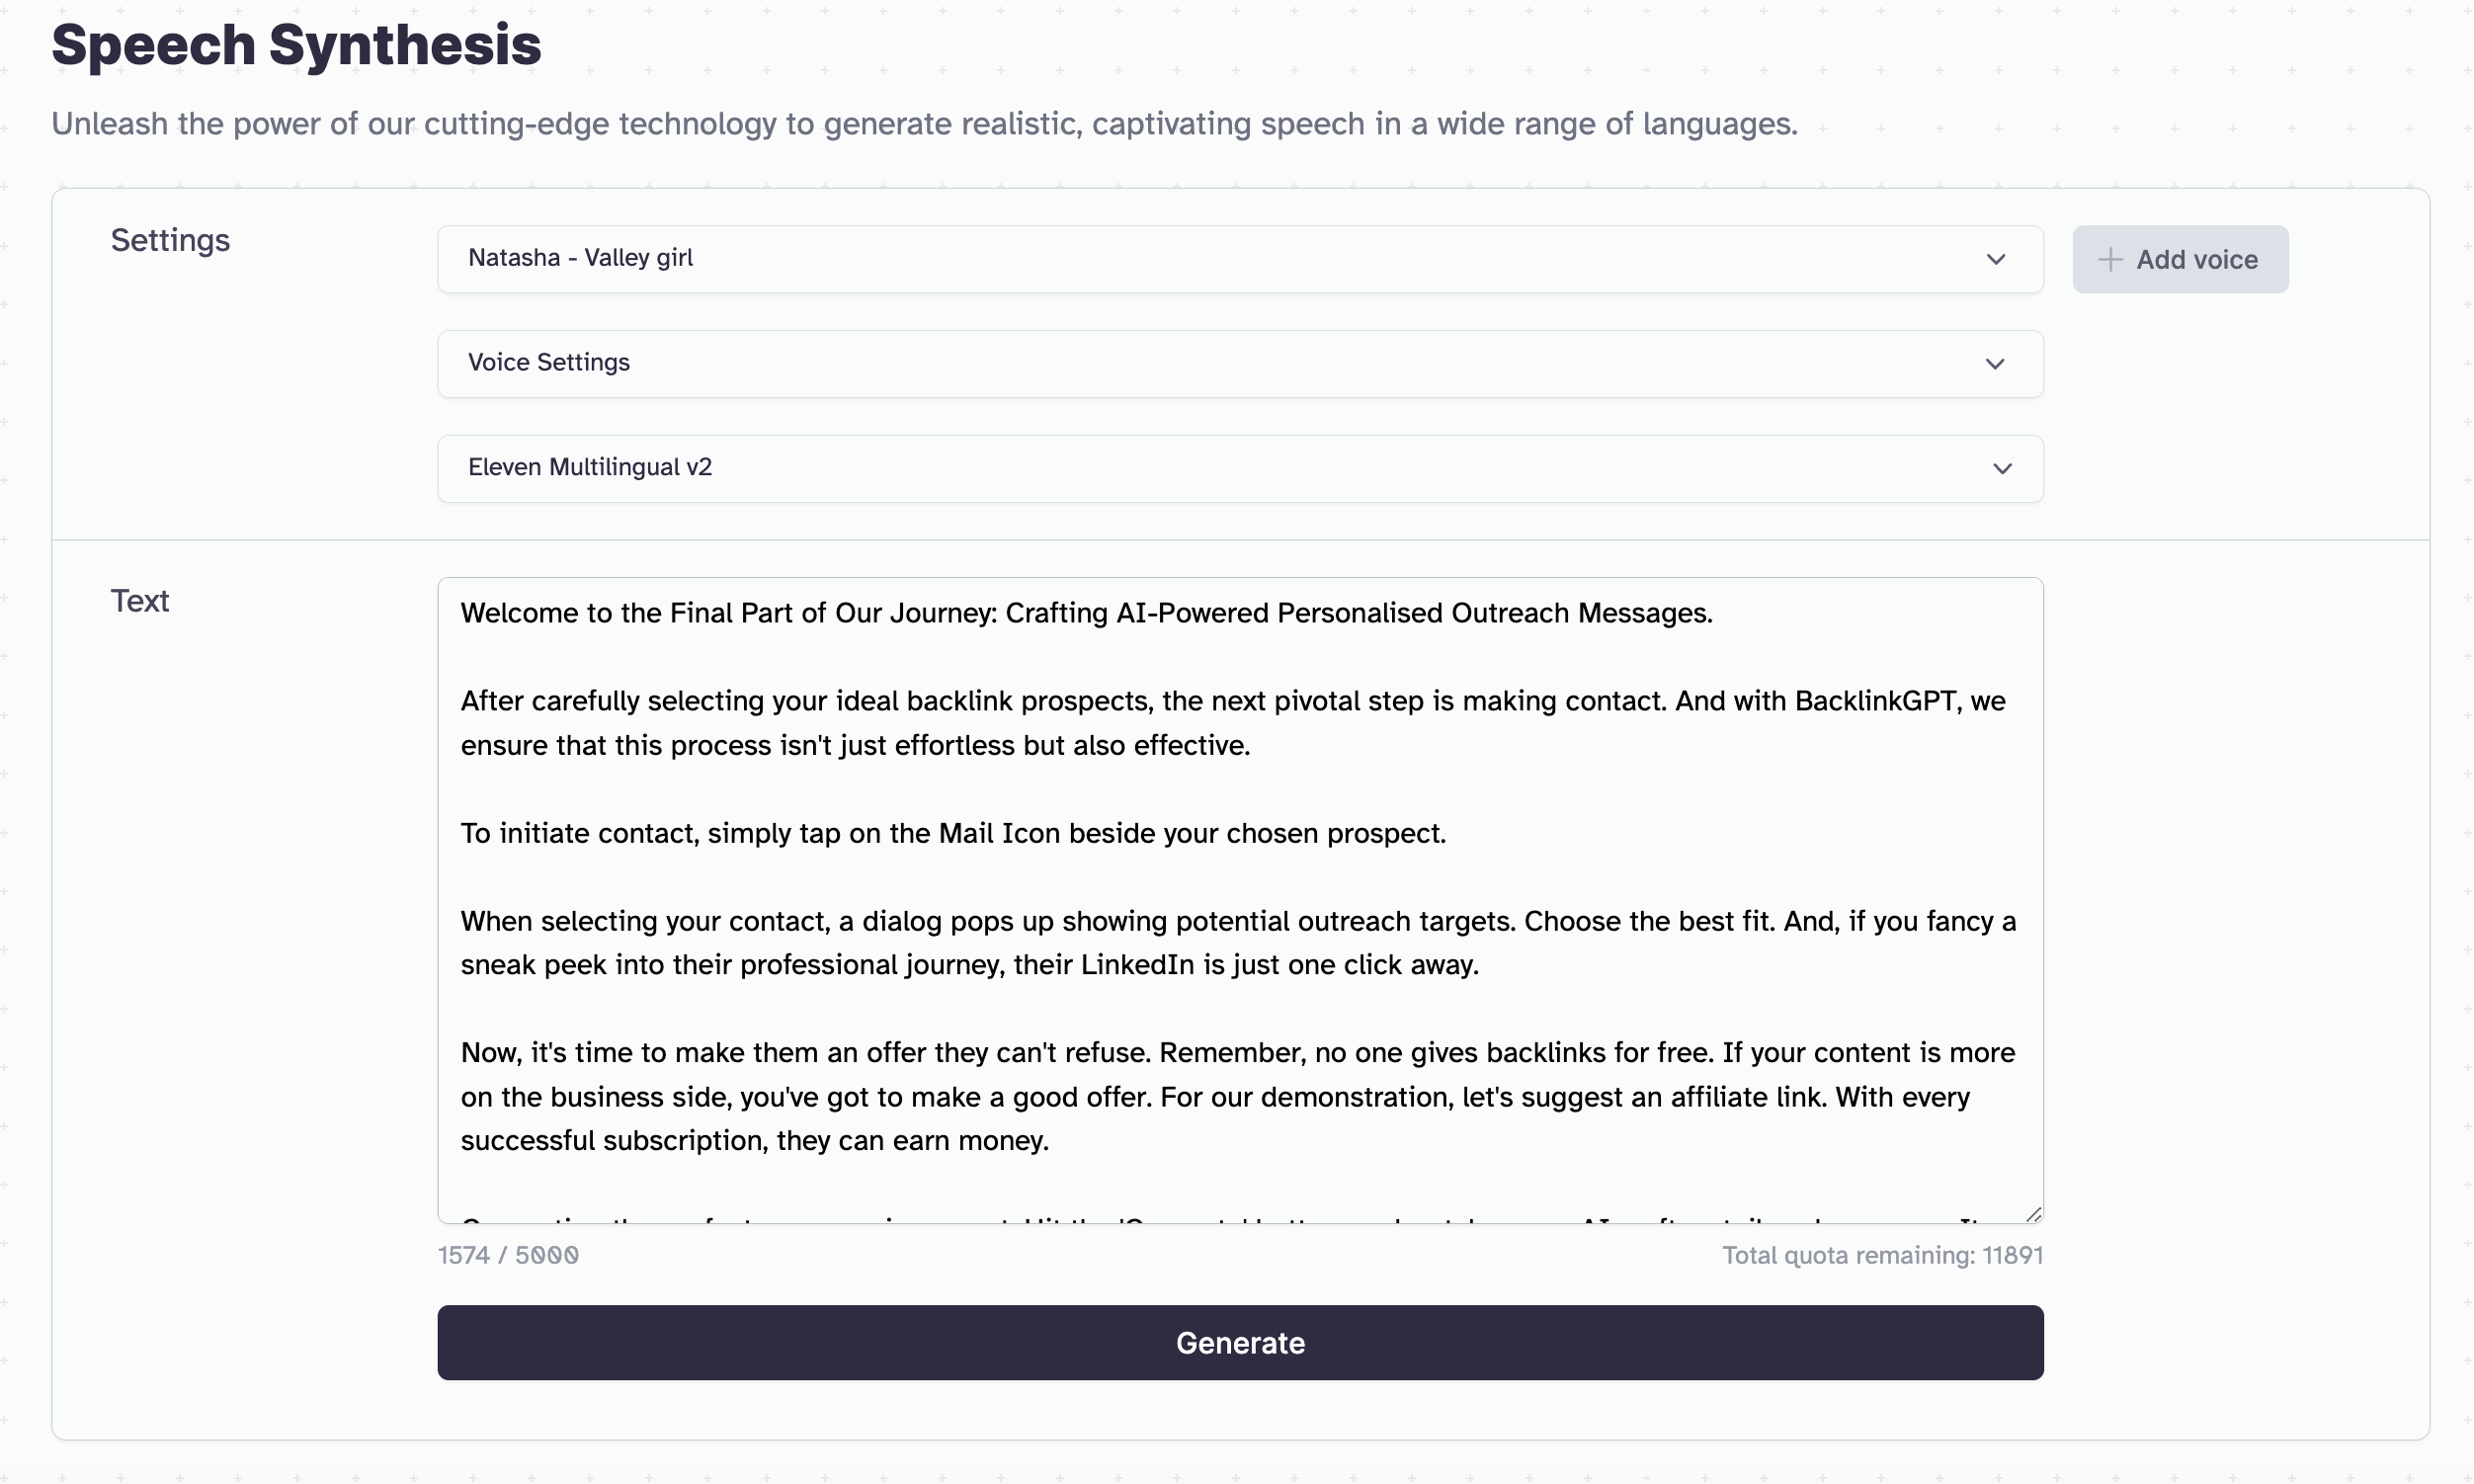 Speech Synthesis
Unleash the power of our cutting-edge technology to generate realistic, captivating speech in a wide range of languages.
Settings
Natasha - Valley girl
Add voice
Voice Settings
Eleven Multilingual v2
Text
Welcome to the Final Part of Our Journey: Crafting AI-Powered Personalised Outreach Messages.
After carefully selecting your ideal backlink prospects, the next pivotal step is making contact. And with BacklinkGPT, we
ensure that this process isn't just effortless but also effective.
To initiate contact, simply tap on the Mail Icon beside your chosen prospect.
When selecting your contact, a dialog pops up showing potential outreach targets. Choose the best fit. And, if you fancy a
sneak peek into their professional journey, their LinkedIn is just one click away.
Now, it's time to make them an offer they can't refuse. Remember, no one gives backlinks for free. If your content is more
on the business side, you've got to make a good offer. For our demonstration, let's suggest an affiliate link. With every
successful subscription, they can earn money.
1574 / 5000
Total quota remaining: 11891
Generate